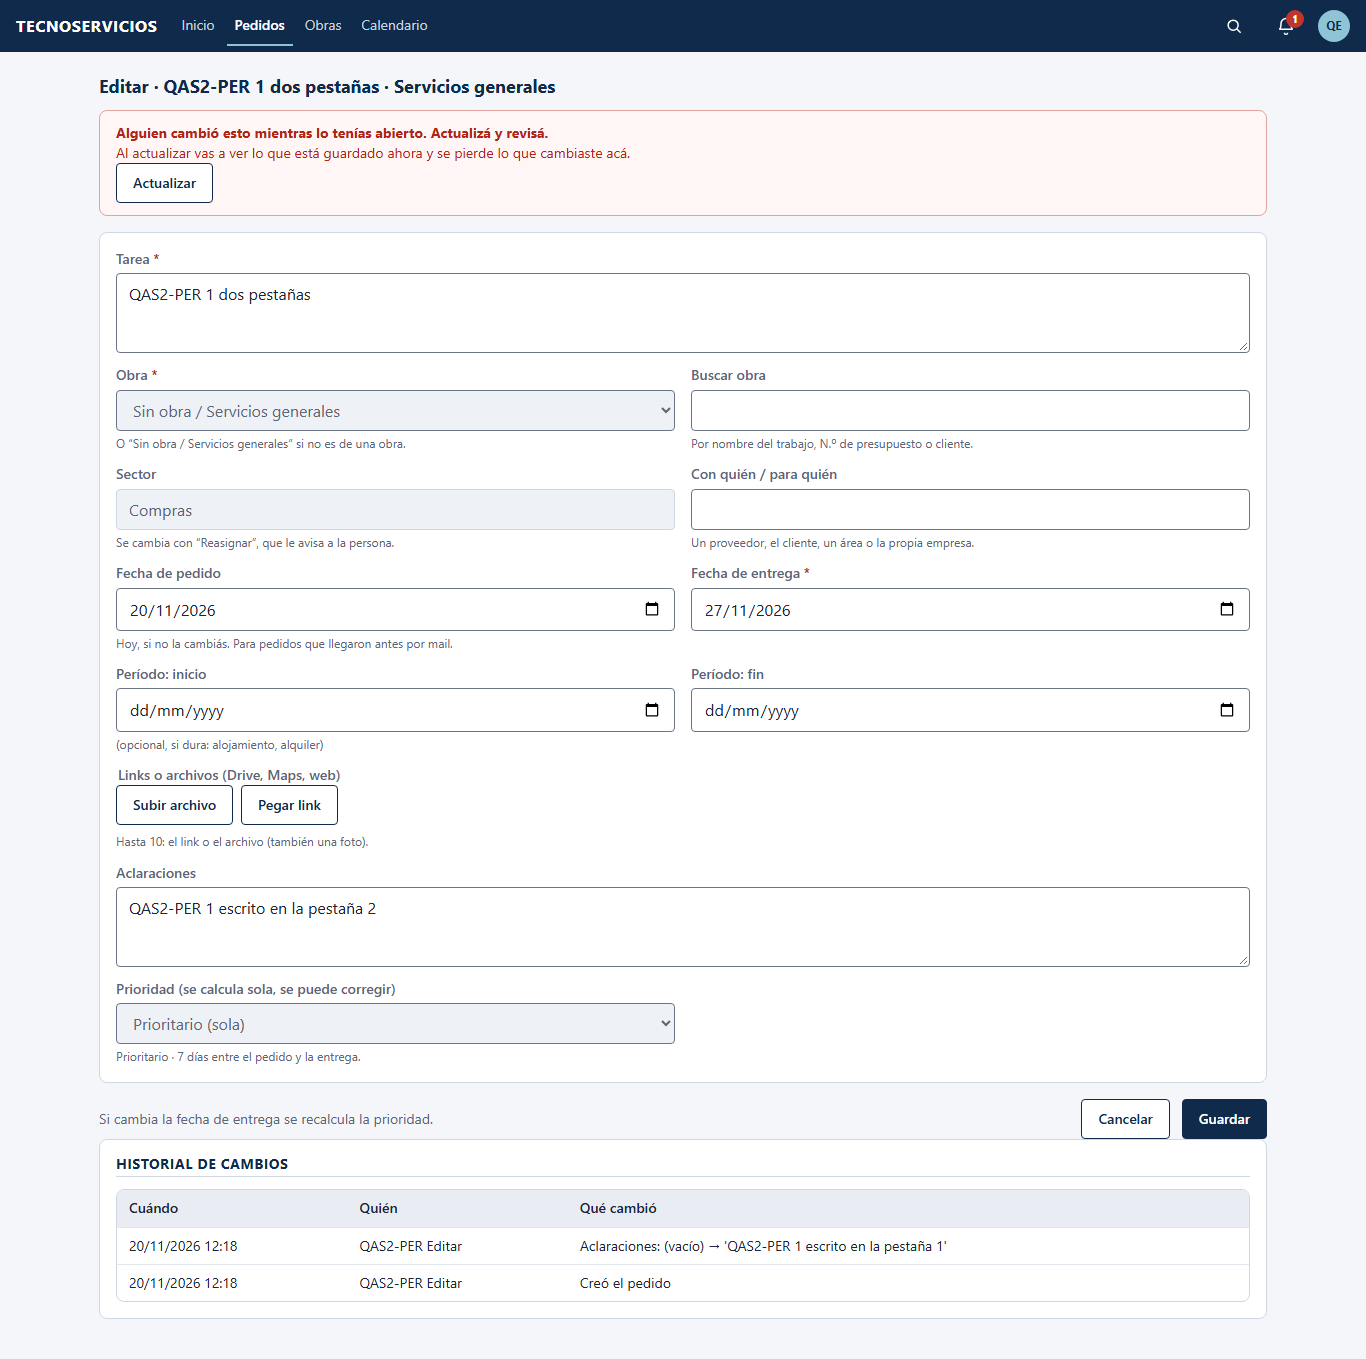 TECNOSERVICIOS Inicio Pedidos Obras Calendario 1 QE
Editar · QAS2-PER 1 dos pestañas · Servicios generales
Alguien cambió esto mientras lo tenías abierto. Actualizá y revisá.
Al actualizar vas a ver lo que está guardado ahora y se pierde lo que cambiaste acá.
Actualizar
Tarea *
QAS2-PER 1 dos pestañas
Obra * Buscar obra
Sin obra / Servicios generales
O “Sin obra / Servicios generales” si no es de una obra. Por nombre del trabajo, N.º de presupuesto o cliente.
Sector Con quién / para quién
Compras
Se cambia con “Reasignar”, que le avisa a la persona. Un proveedor, el cliente, un área o la propia empresa.
Fecha de pedido Fecha de entrega *
20/11/2026 27/11/2026
Hoy, si no la cambiás. Para pedidos que llegaron antes por mail.
Período: inicio Período: fin
dd/mm/yyyy dd/mm/yyyy
(opcional, si dura: alojamiento, alquiler)
Links o archivos (Drive, Maps, web)
Subir archivo Pegar link
Hasta 10: el link o el archivo (también una foto).
Aclaraciones
QAS2-PER 1 escrito en la pestaña 2
Prioridad (se calcula sola, se puede corregir)
Prioritario (sola)
Prioritario · 7 días entre el pedido y la entrega.
Si cambia la fecha de entrega se recalcula la prioridad. Cancelar Guardar
HISTORIAL DE CAMBIOS
Cuándo Quién Qué cambió
20/11/2026 12:18 QAS2-PER Editar Aclaraciones: (vacío) → 'QAS2-PER 1 escrito en la pestaña 1'
20/11/2026 12:18 QAS2-PER Editar Creó el pedido